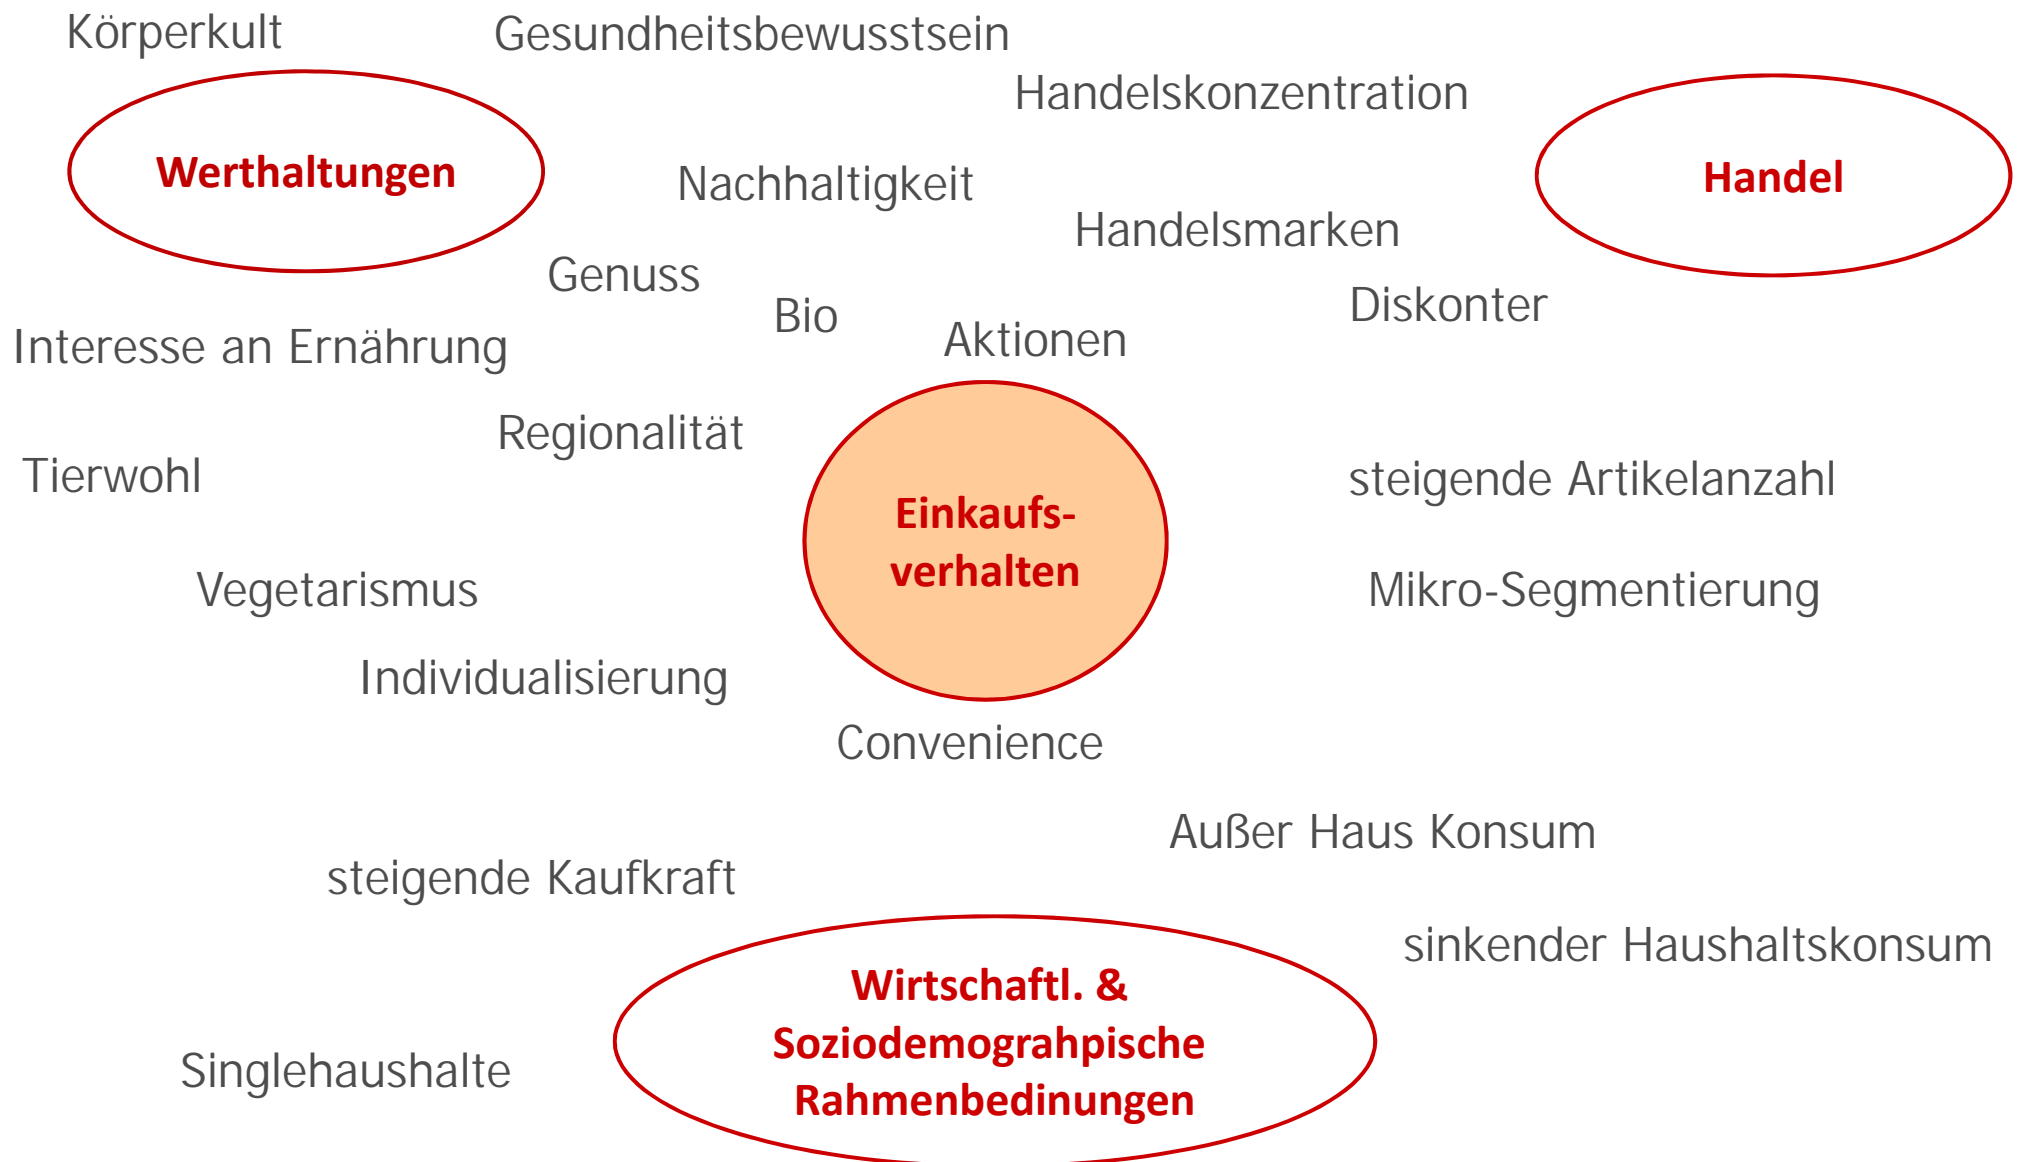 Körperkult
Gesundheitsbewusstsein
Handelskonzentration
Werthaltungen
Handel
Nachhaltigkeit
Handelsmarken
Genuss
Bio
Diskonter
Interesse an Ernährung
Aktionen
Regionalität
Tierwohl
steigende Artikelanzahl
Einkaufs-
verhalten
Vegetarismus
Mikro-Segmentierung
Individualisierung
Convenience
Außer Haus Konsum
steigende Kaufkraft
sinkender Haushaltskonsum
Wirtschaftl. &
Soziodemograhpische
Rahmenbedinungen
Singlehaushalte